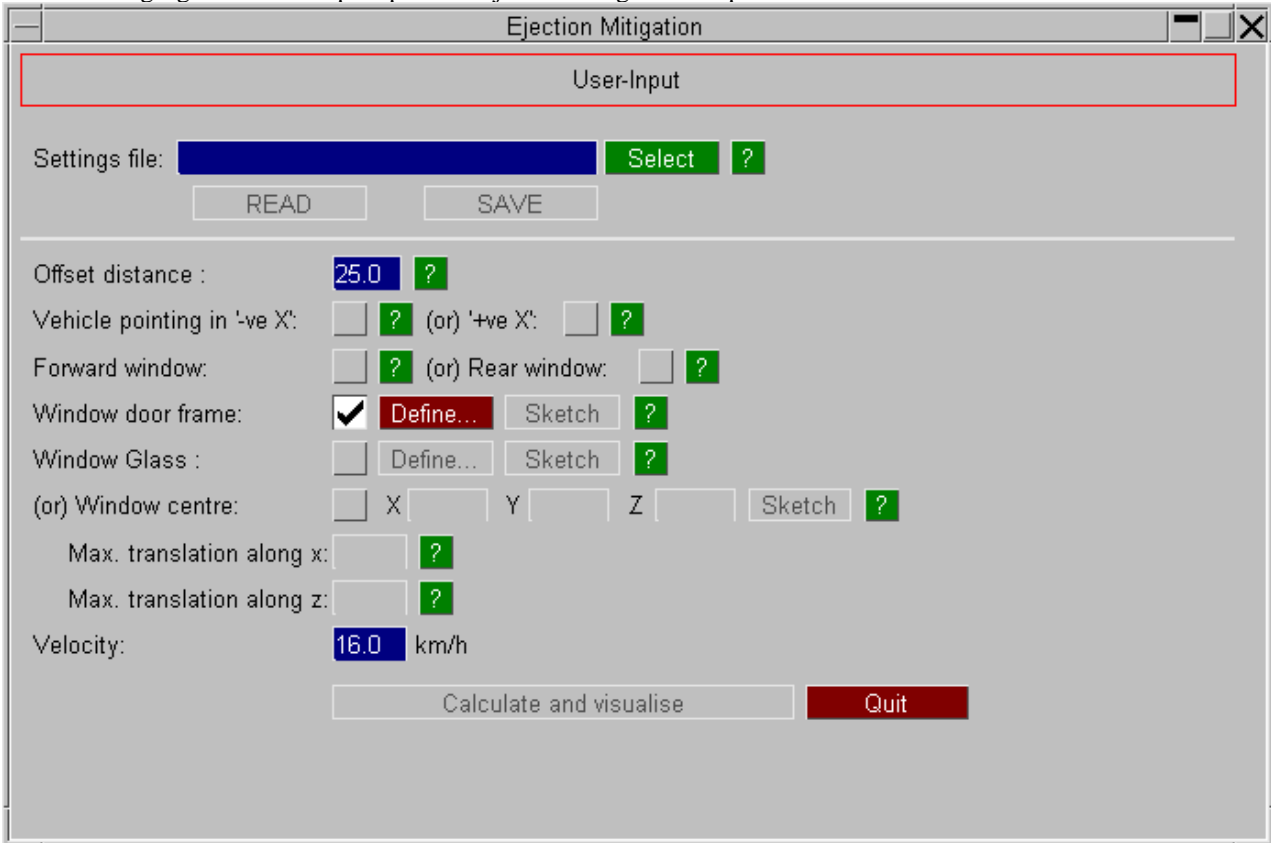 Ejection Mitigation
User-Input
Settings file: Select ?
READ SAVE
Offset distance : 25.0 ?
Vehicle pointing in '-ve X': ? (or) '+ve X': ?
Forward window: ? (or) Rear window: ?
Window door frame: Define... Sketch ?
Window Glass : Define... Sketch ?
(or) Window centre: X Y Z Sketch ?
Max. translation along x: ?
Max. translation along z: ?
Velocity: 16.0 km/h
Calculate and visualise Quit